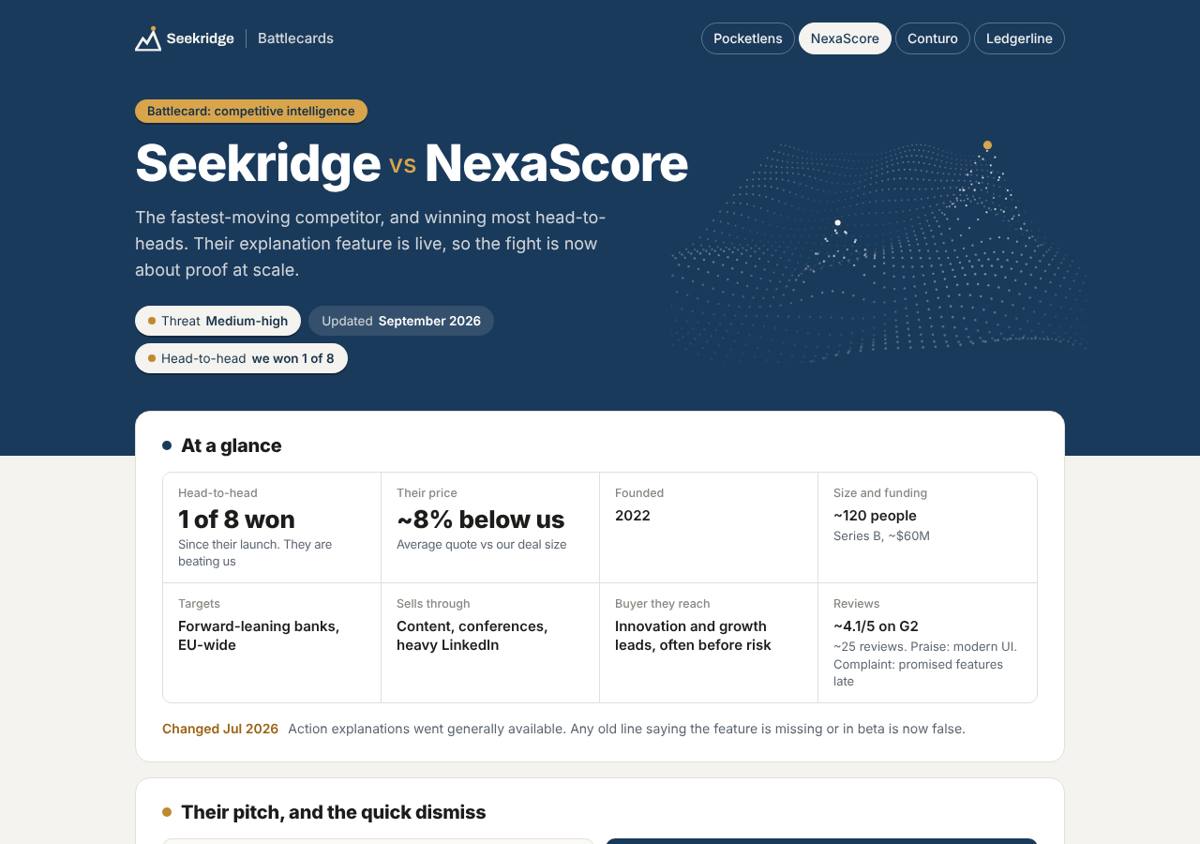 Seekridge
Battlecards
Pocketlens
NexaScore
Conturo
Ledgerline
Battlecard: competitive intelligence
Seekridge vs NexaScore
The fastest-moving competitor, and winning most head-to-
heads. Their explanation feature is live, so the fight is now
about proof at scale.
Threat Medium-high
Updated September 2026
Head-to-head we won 1 of 8
At a glance
Head-to-head
1 of 8 won
Since their launch. They are
beating us
Their price
~8% below us
Average quote vs our deal size
Founded
2022
Size and funding
~120 people
Series B, ~$60M
Targets
Forward-leaning banks,
EU-wide
Sells through
Content, conferences,
heavy LinkedIn
Buyer they reach
Innovation and growth
leads, often before risk
Reviews
~4.1/5 on G2
~25 reviews. Praise: modern UI.
Complaint: promised features
late
Changed Jul 2026 Action explanations went generally available. Any old line saying the feature is missing or in beta is now false.
Their pitch, and the quick dismiss